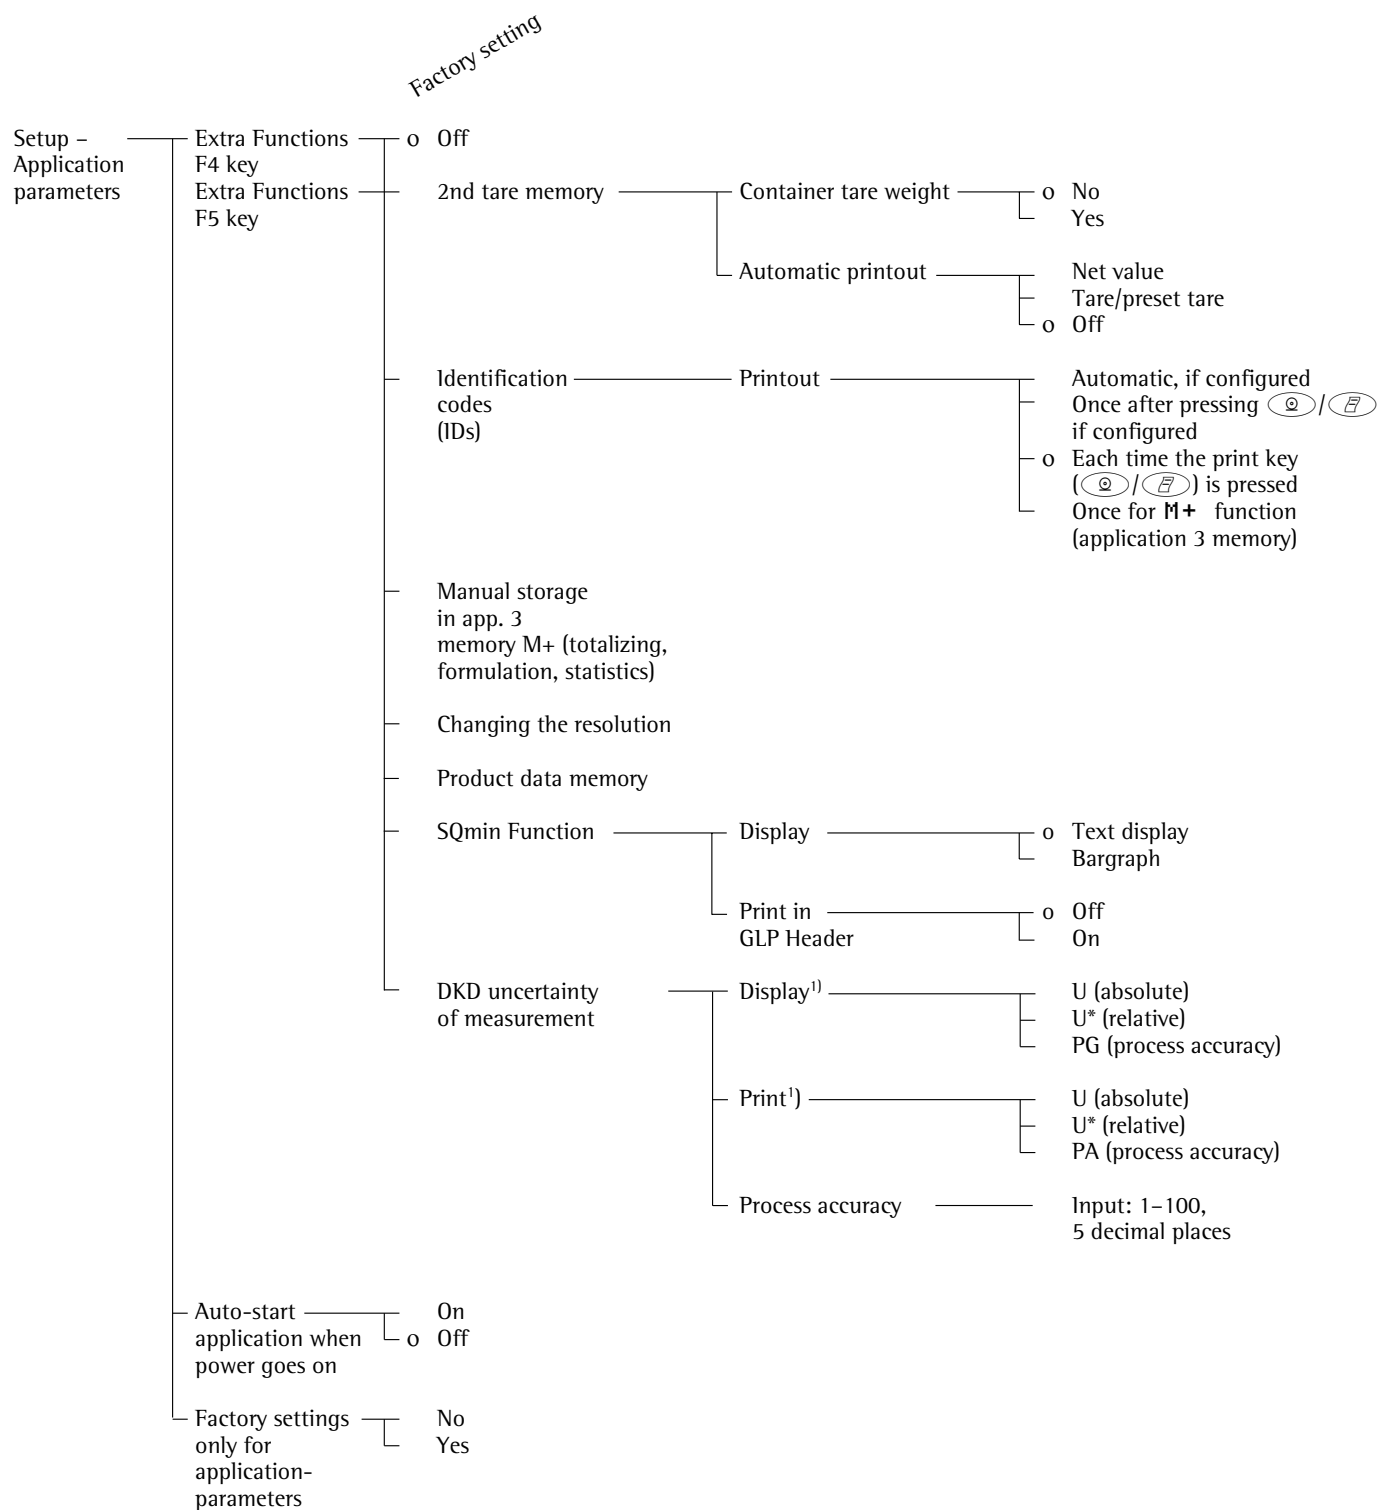 Factory setting
Setup –
Application
parameters
Extra Functions
F4 key
Extra Functions
F5 key
o Off
2nd tare memory
Container tare weight
o No
Yes
Automatic printout
Net value
Tare/preset tare
o Off
Identification
codes
(IDs)
Printout
Automatic, if configured
Once after pressing /
if configured
o Each time the print key
( / ) is pressed
Once for M+ function
(application 3 memory)
Manual storage
in app. 3
memory M+ (totalizing,
formulation, statistics)
Changing the resolution
Product data memory
SQmin Function
Display
o Text display
Bargraph
Print in
GLP Header
o Off
On
DKD uncertainty
of measurement
Display¹⁾
U (absolute)
U* (relative)
PG (process accuracy)
Print¹)
U (absolute)
U* (relative)
PA (process accuracy)
Process accuracy
Input: 1–100,
5 decimal places
Auto-start
application when
power goes on
On
o Off
Factory settings
only for
application-
parameters
No
Yes